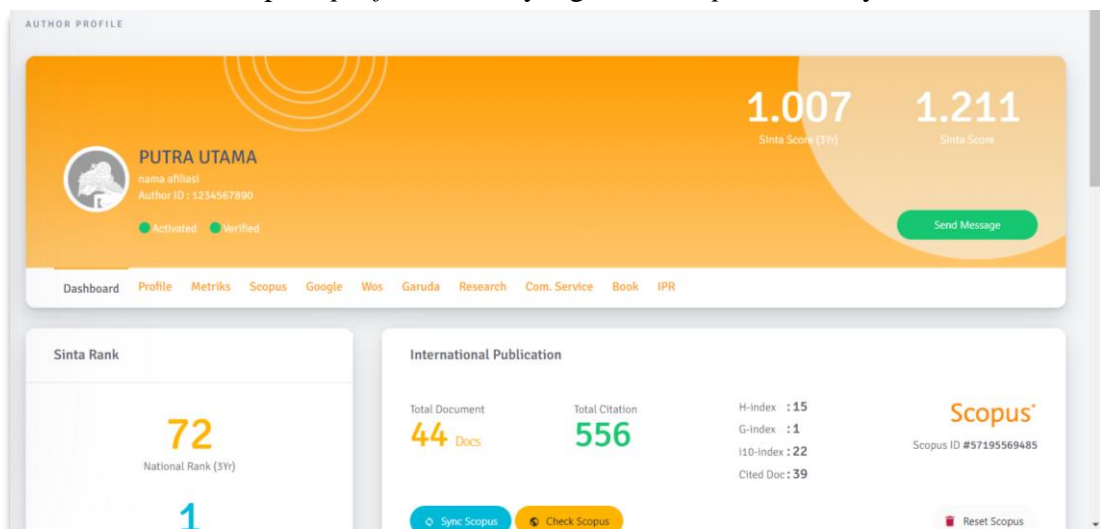 AUTHOR PROFILE
PUTRA UTAMA
nama afiliasi
Author ID : 1234567890
Activated Verified
1.007
Sinta Score (3Yr)
1.211
Sinta Score
Send Message
Dashboard Profile Metriks Scopus Google Wos Garuda Research Com. Service Book IPR
Sinta Rank
72
National Rank (3Yr)
1
International Publication
Total Document
44 Docs
Total Citation
556
H-index : 15
G-index : 1
i10-index : 22
Cited Doc : 39
Scopus
Scopus ID #57195569485
Sync Scopus
Check Scopus
Reset Scopus